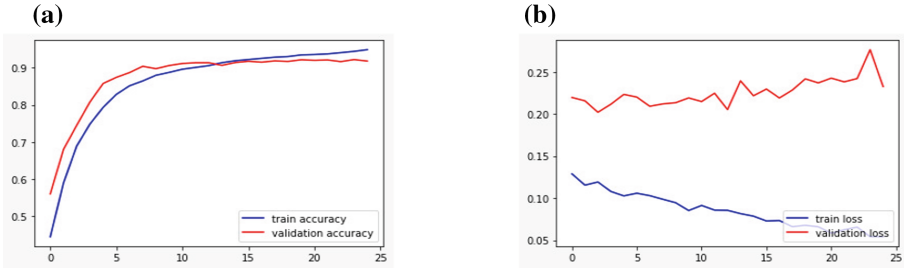 (a)
0.9
0.8
0.7
0.6
0.5
train accuracy
validation accuracy
0 5 10 15 20 25
(b)
0.25
0.20
0.15
0.10
0.05
train loss
validation loss
0 5 10 15 20 25